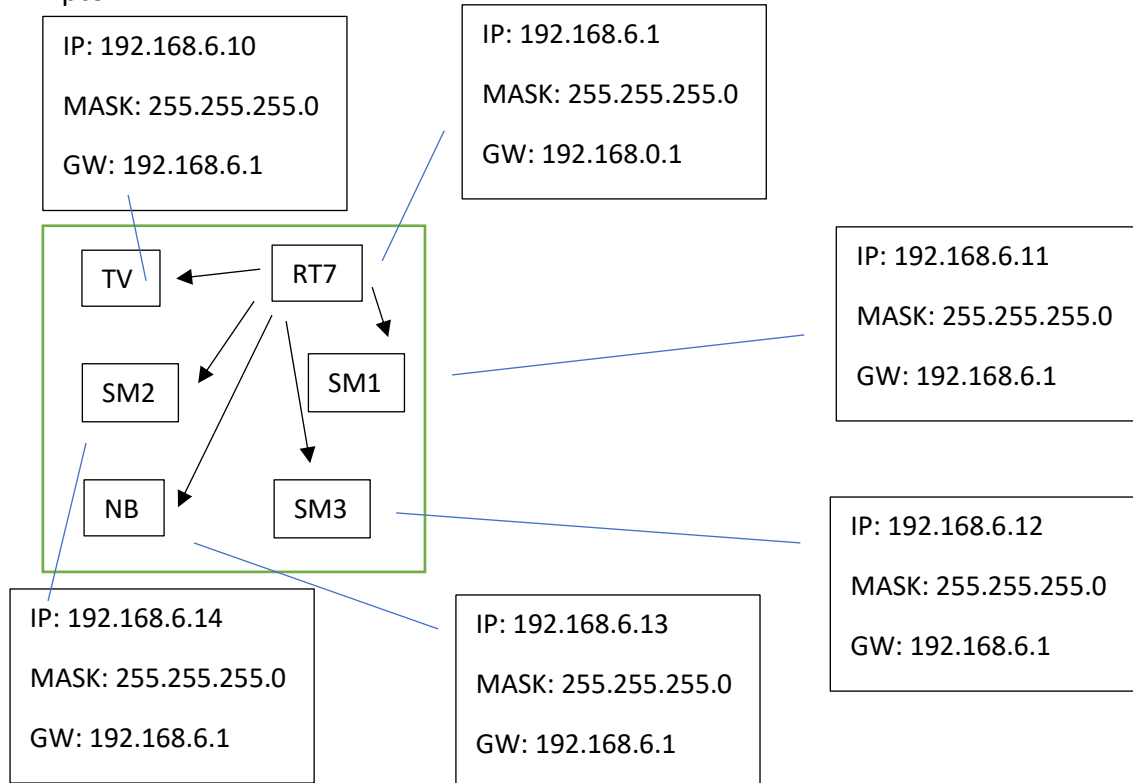 IP: 192.168.6.10
MASK: 255.255.255.0
GW: 192.168.6.1
IP: 192.168.6.1
MASK: 255.255.255.0
GW: 192.168.0.1
TV
RT7
SM2
SM1
NB
SM3
IP: 192.168.6.11
MASK: 255.255.255.0
GW: 192.168.6.1
IP: 192.168.6.12
MASK: 255.255.255.0
GW: 192.168.6.1
IP: 192.168.6.14
MASK: 255.255.255.0
GW: 192.168.6.1
IP: 192.168.6.13
MASK: 255.255.255.0
GW: 192.168.6.1